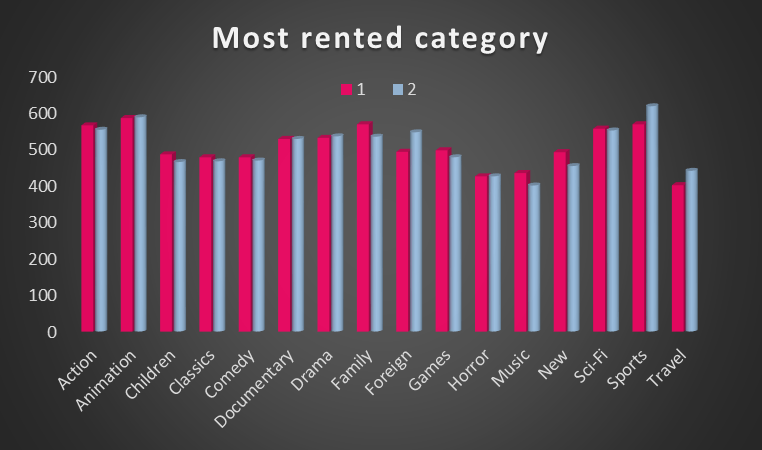 Most rented category
1 2
700
600
500
400
300
200
100
0
Action
Animation
Children
Classics
Comedy
Documentary
Drama
Family
Foreign
Games
Horror
Music
New
Sci-Fi
Sports
Travel